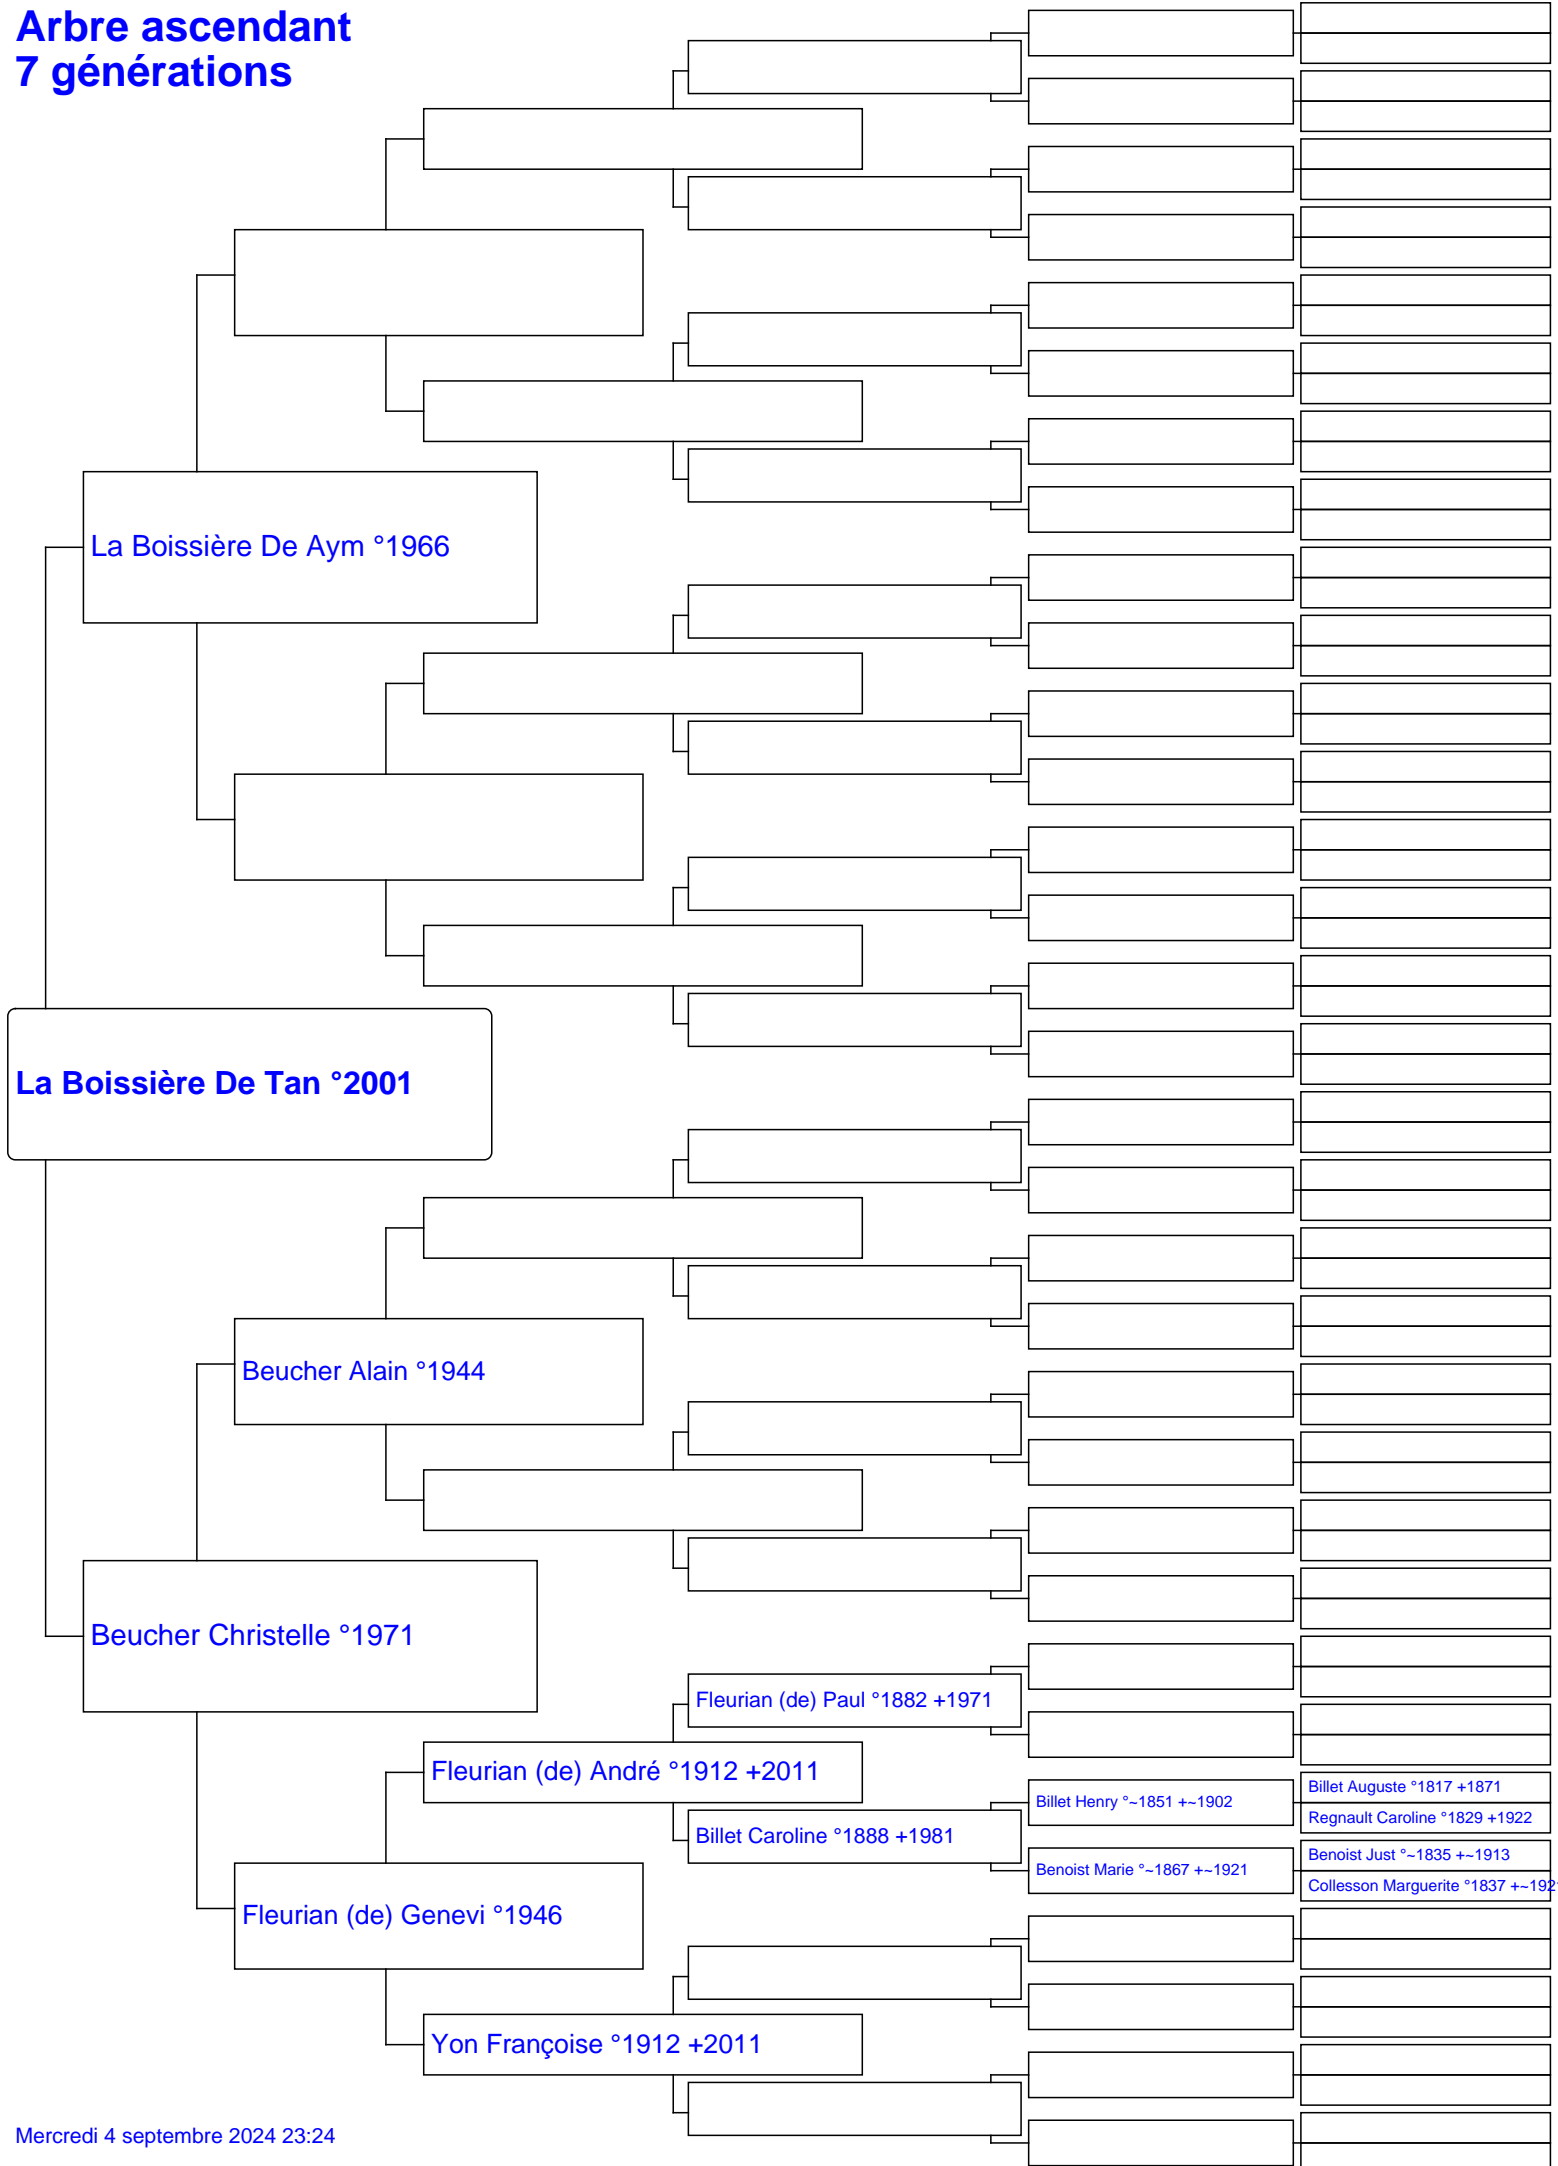 Arbre ascendant
7 générations
La Boissière De Aym °1966
La Boissière De Tan °2001
Beucher Alain °1944
Beucher Christelle °1971
Fleurian (de) Paul °1882 +1971
Fleurian (de) André °1912 +2011
Billet Auguste °1817 +1871
Billet Henry °~1851 +~1902
Regnault Caroline °1829 +1922
Billet Caroline °1888 +1981
Benoist Just °~1835 +~1913
Benoist Marie °~1867 +~1921
Collesson Marguerite °1837 +~192
Fleurian (de) Genevi °1946
Yon Françoise °1912 +2011
Mercredi 4 septembre 2024 23:24